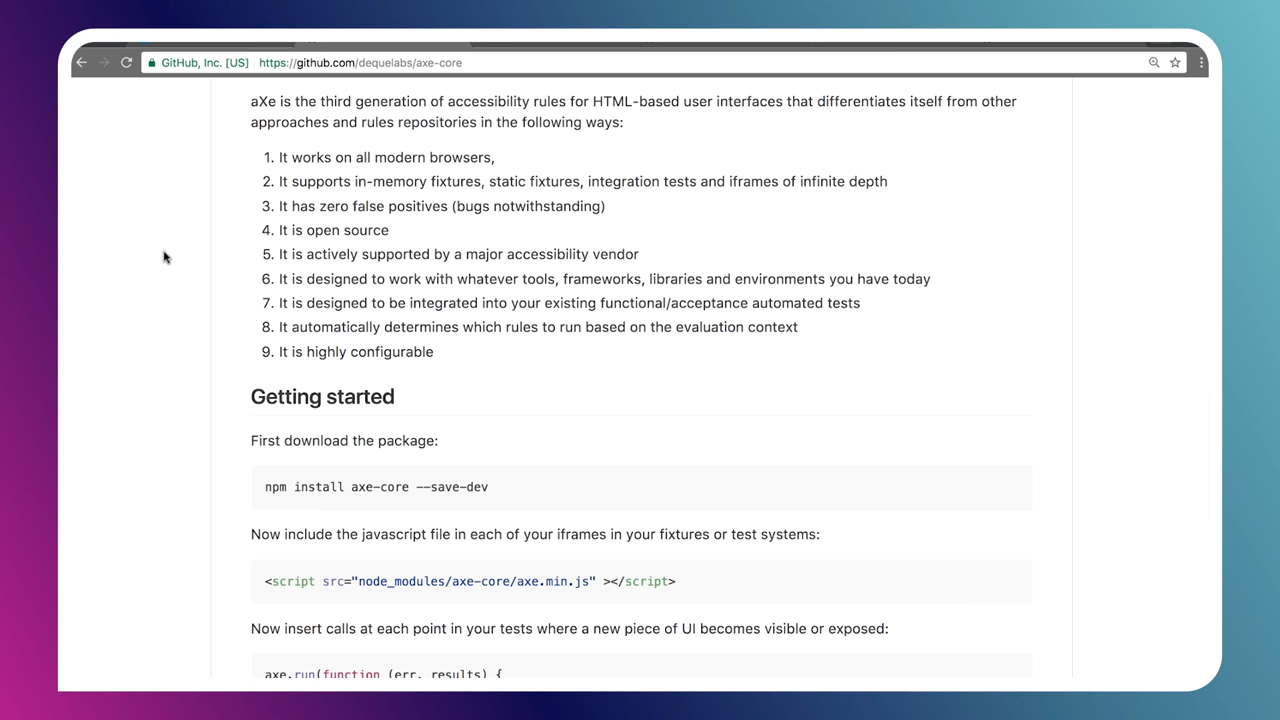 GitHub, Inc. [US] https://github.com/dequelabs/axe-core
aXe is the third generation of accessibility rules for HTML-based user interfaces that differentiates itself from other
approaches and rules repositories in the following ways:
1. It works on all modern browsers,
2. It supports in-memory fixtures, static fixtures, integration tests and iframes of infinite depth
3. It has zero false positives (bugs notwithstanding)
4. It is open source
5. It is actively supported by a major accessibility vendor
6. It is designed to work with whatever tools, frameworks, libraries and environments you have today
7. It is designed to be integrated into your existing functional/acceptance automated tests
8. It automatically determines which rules to run based on the evaluation context
9. It is highly configurable
Getting started
First download the package:
npm install axe-core --save-dev
Now include the javascript file in each of your iframes in your fixtures or test systems:
<script src="node_modules/axe-core/axe.min.js" ></script>
Now insert calls at each point in your tests where a new piece of UI becomes visible or exposed:
axe.run(function (err, results) {